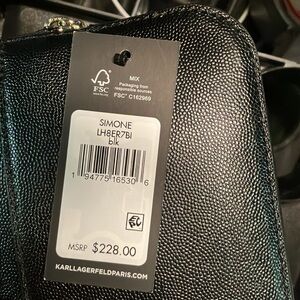 FSC
MIX
Packaging from
responsible sources
FSC® C162969
SIMONE
LH8ER7BI
blk
1 94775 16530 6
MSRP $228.00
KARLLAGERFELDPARIS.COM